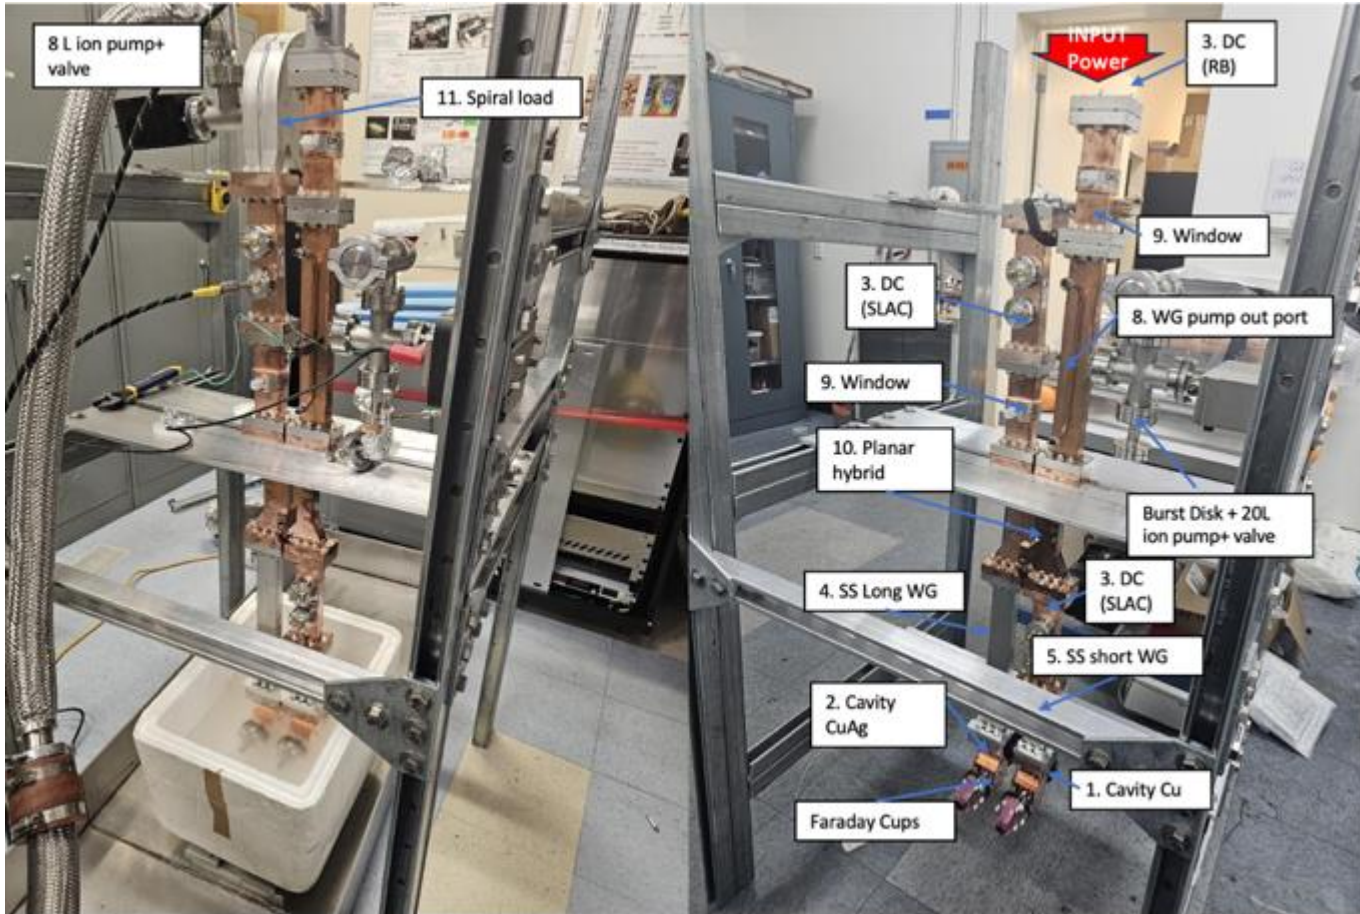 8 L ion pump+
valve
11. Spiral load
INPUT
Power
3. DC
(RB)
9. Window
3. DC
(SLAC)
8. WG pump out port
9. Window
10. Planar
hybrid
Burst Disk + 20L
ion pump+ valve
4. SS Long WG
3. DC
(SLAC)
5. SS short WG
2. Cavity
CuAg
1. Cavity Cu
Faraday Cups